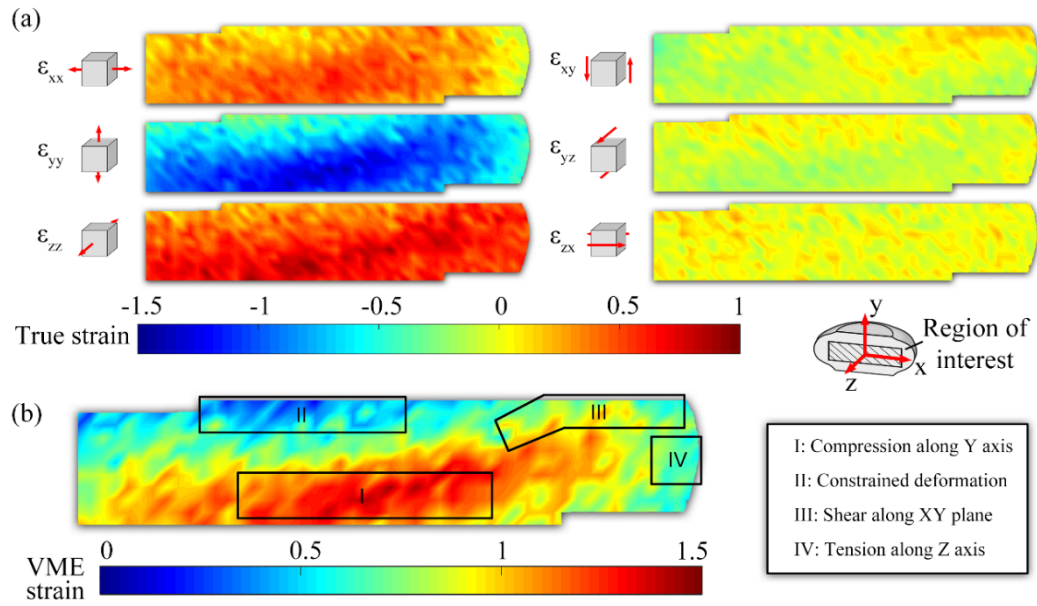 (a)
εxx
εxy
εyy
εyz
εzz
εzx
-1.5 -1 -0.5 0 0.5 1
True strain
y
Region of
interest
x
z
(b)
II
III
IV
I
I: Compression along Y axis
II: Constrained deformation
III: Shear along XY plane
IV: Tension along Z axis
0 0.5 1 1.5
VME
strain